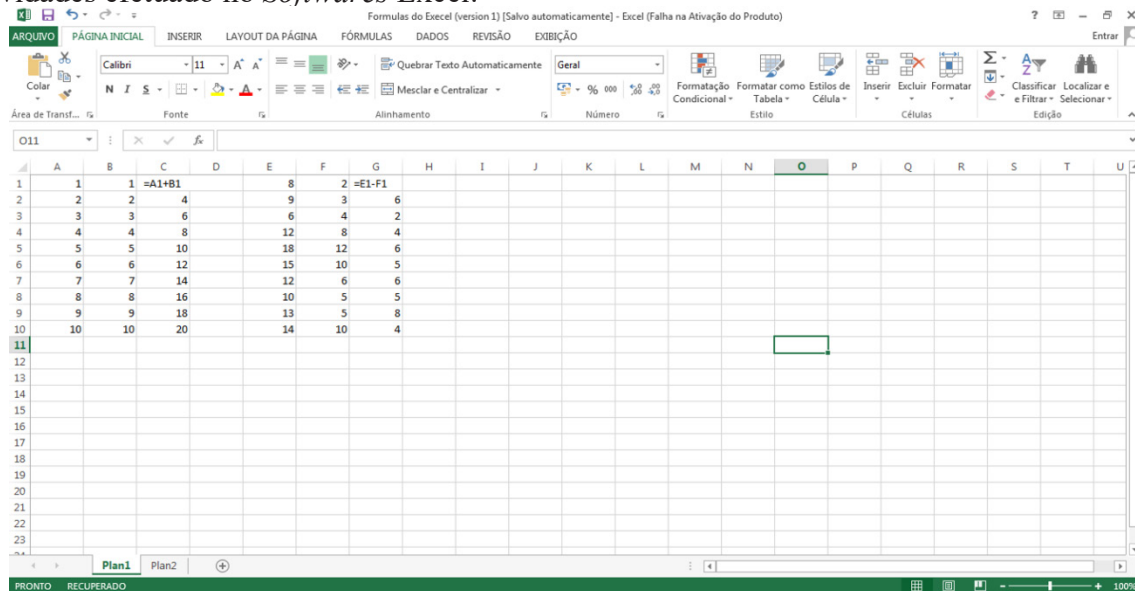 vidades efetuado no Softwares Excel.
Formulas do Execel (version 1) [Salvo automaticamente] - Excel (Falha na Ativação do Produto)
ARQUIVO PÁGINA INICIAL INSERIR LAYOUT DA PÁGINA FÓRMULAS DADOS REVISÃO EXIBIÇÃO Entrar
Calibri 11 Quebrar Texto Automaticamente Geral
Colar N I S A Mesclar e Centralizar % 000 Formatação Condicional Formatar como Tabela Estilos de Célula Inserir Excluir Formatar Classificar e Filtrar Localizar e Selecionar
Área de Transf... Fonte Alinhamento Número Estilo Células Edição
O11 fx
A B C D E F G H I J K L M N O P Q R S T U
1 1 1 =A1+B1 8 2 =E1-F1
2 2 2 4 9 3 6
3 3 3 6 6 4 2
4 4 4 8 12 8 4
5 5 5 10 18 12 6
6 6 6 12 15 10 5
7 7 7 14 12 6 6
8 8 8 16 10 5 5
9 9 9 18 13 5 8
10 10 10 20 14 10 4
11
12
13
14
15
16
17
18
19
20
21
22
23
Plan1 Plan2
PRONTO RECUPERADO 100%